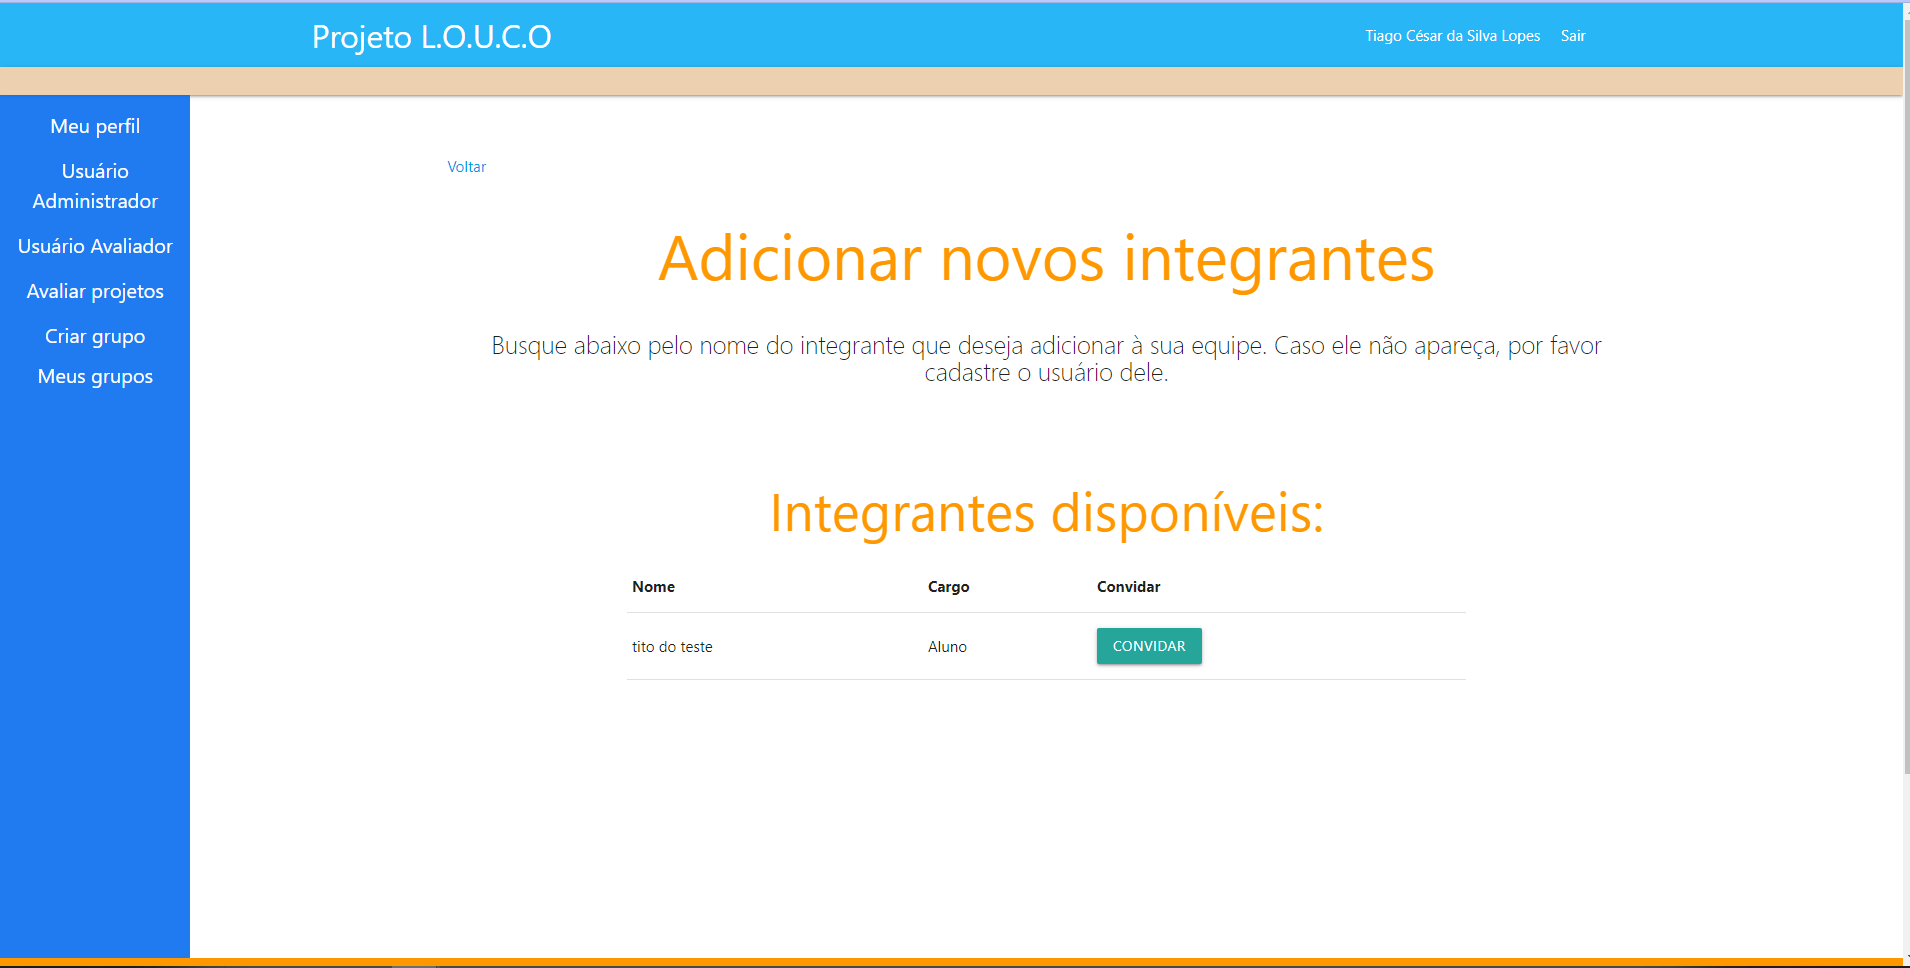 Projeto L.O.U.C.O
Tiago César da Silva Lopes
Sair
Meu perfil
Usuário
Administrador
Usuário Avaliador
Avaliar projetos
Criar grupo
Meus grupos
Voltar
Adicionar novos integrantes
Busque abaixo pelo nome do integrante que deseja adicionar à sua equipe. Caso ele não apareça, por favor
cadastre o usuário dele.
Integrantes disponíveis:
Nome Cargo Convidar
tito do teste Aluno CONVIDAR